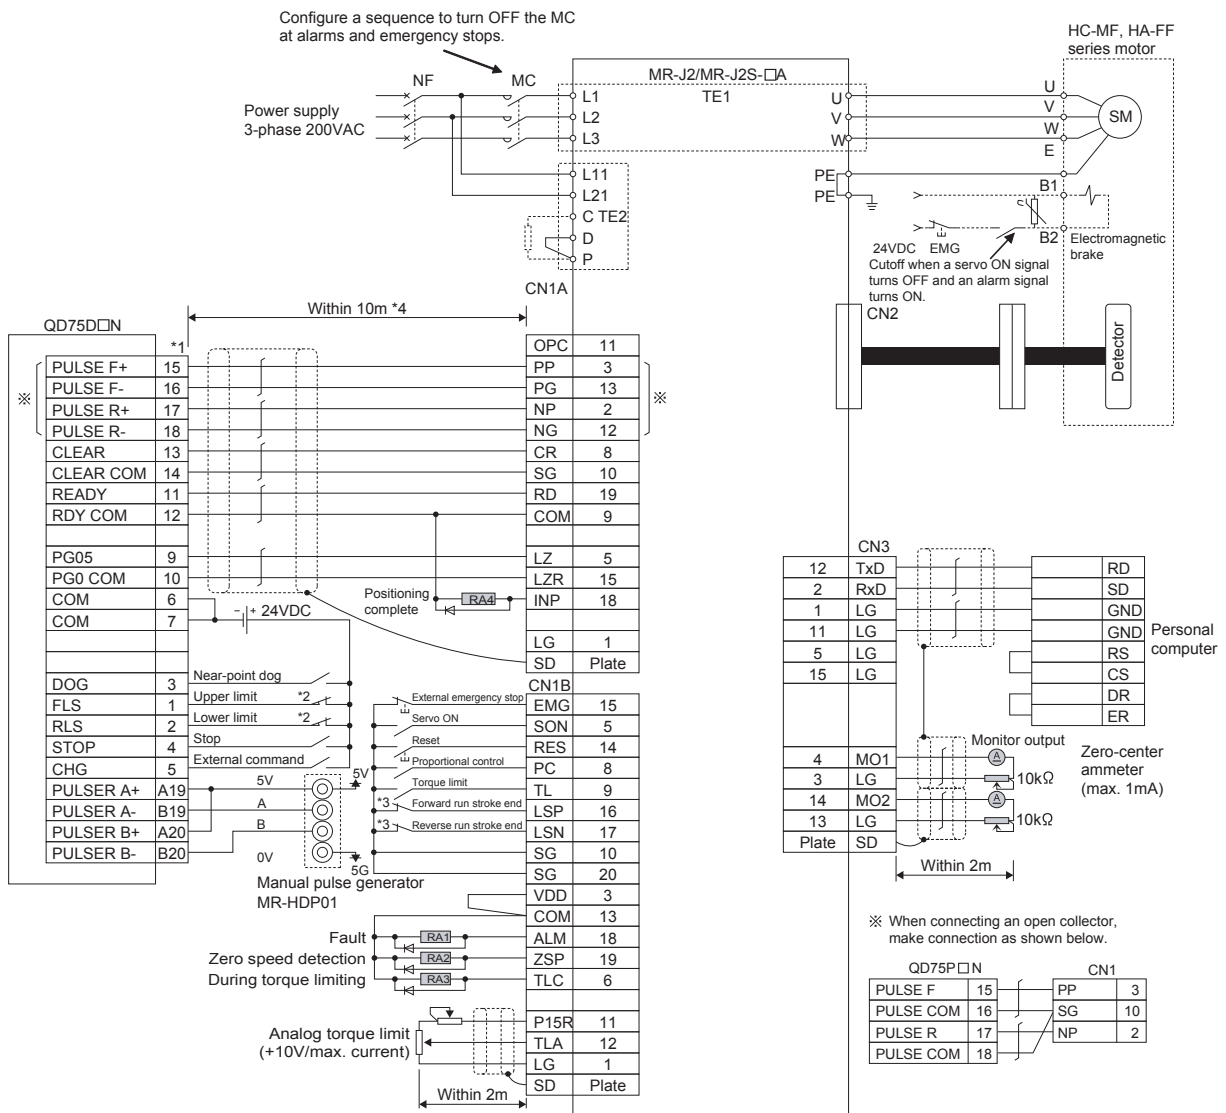 Configure a sequence to turn OFF the MC
at alarms and emergency stops.
HC-MF, HA-FF
series motor
NF
MC
MR-J2/MR-J2S-□A
TE1
Power supply
3-phase 200VAC
L1
L2
L3
U
V
W
U
V
W
E
SM
L11
L21
C TE2
D
P
PE
PE
B1
B2
24VDC EMG
Electromagnetic
brake
Cutoff when a servo ON signal
turns OFF and an alarm signal
turns ON.
CN1A
CN2
Detector
Within 10m *4
QD75D□N
*1
OPC 11
※ PULSE F+ 15 PP 3 ※
PULSE F- 16 PG 13
PULSE R+ 17 NP 2
PULSE R- 18 NG 12
CLEAR 13 CR 8
CLEAR COM 14 SG 10
READY 11 RD 19
RDY COM 12 COM 9
PG05 9 LZ 5
PG0 COM 10 LZR 15
COM 6
Positioning
complete
RA4
INP 18
COM 7
- + 24VDC
LG 1
SD Plate
CN1B
DOG 3 Near-point dog
FLS 1 Upper limit *2
RLS 2 Lower limit *2
STOP 4 Stop
CHG 5 External command
PULSER A+ A19 5V 5V
PULSER A- B19 A
PULSER B+ A20 B
PULSER B- B20 0V 5G
Manual pulse generator
MR-HDP01
External emergency stop EMG 15
E
Servo ON SON 5
Reset RES 14
E
Proportional control PC 8
Torque limit TL 9
*3 Forward run stroke end LSP 16
*3 Reverse run stroke end LSN 17
SG 10
SG 20
VDD 3
COM 13
Fault RA1 ALM 18
Zero speed detection RA2 ZSP 19
During torque limiting RA3 TLC 6
Analog torque limit
(+10V/max. current)
P15R 11
TLA 12
LG 1
SD Plate
Within 2m
CN3
12 TxD RD
2 RxD SD
1 LG GND
11 LG GND
5 LG RS
15 LG CS
DR
ER
Personal
computer
Monitor output
4 MO1 A
3 LG 10kΩ
14 MO2 A
13 LG 10kΩ
Plate SD
Zero-center
ammeter
(max. 1mA)
Within 2m
※ When connecting an open collector,
make connection as shown below.
QD75P□N
CN1
PULSE F 15 PP 3
PULSE COM 16 SG 10
PULSE R 17 NP 2
PULSE COM 18